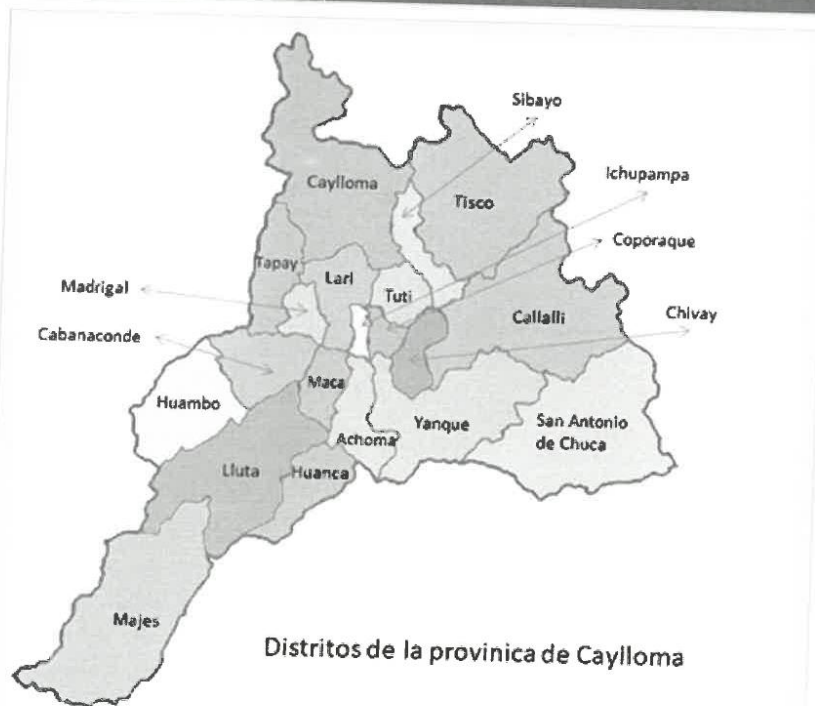 Sibayo
Ichupampa
Caylloma
Tisco
Coporaque
Tapay
Lari
Madrigal
Tuti
Callalli
Chivay
Cabanaconde
Maca
Huambo
Yanque
San Antonio
de Chuca
Achoma
Lluta
Huanca
Majes
Distritos de la provinica de Caylloma